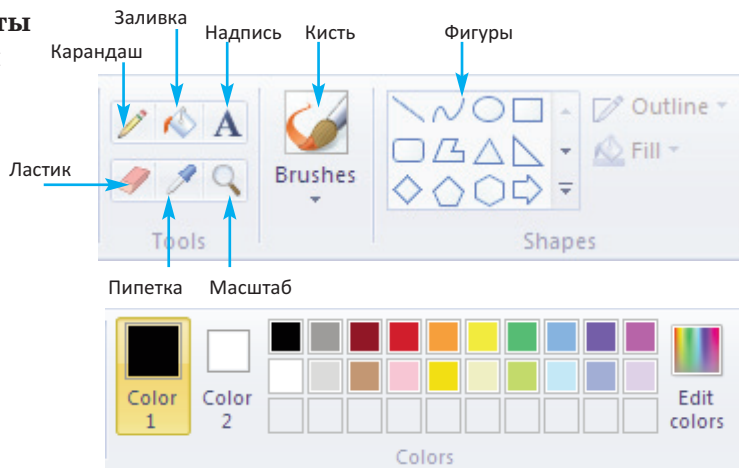 ты
Заливка
Карандаш
Надпись
Кисть
Фигуры
A
Outline
Fill
Ластик
Brushes
Tools
Shapes
Пипетка
Масштаб
Color 1
Color 2
Edit colors
Colors